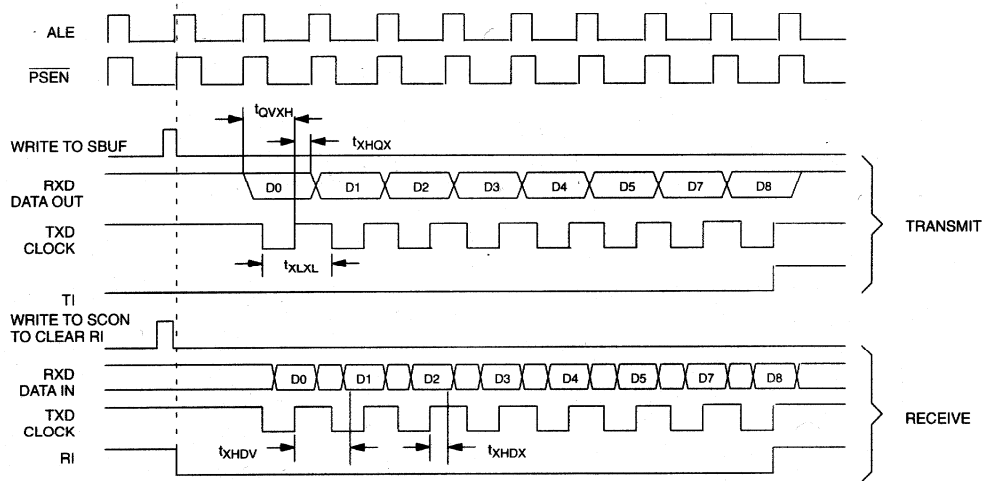 ALE
PSEN
tQVXH
tXHQX
WRITE TO SBUF
RXD
DATA OUT
D0 D1 D2 D3 D4 D5 D7 D8
TXD
CLOCK
TRANSMIT
tXLXL
TI
WRITE TO SCON
TO CLEAR RI
RXD
DATA IN
D0 D1 D2 D3 D4 D5 D7 D8
TXD
CLOCK
RECEIVE
tXHDV
tXHDX
RI